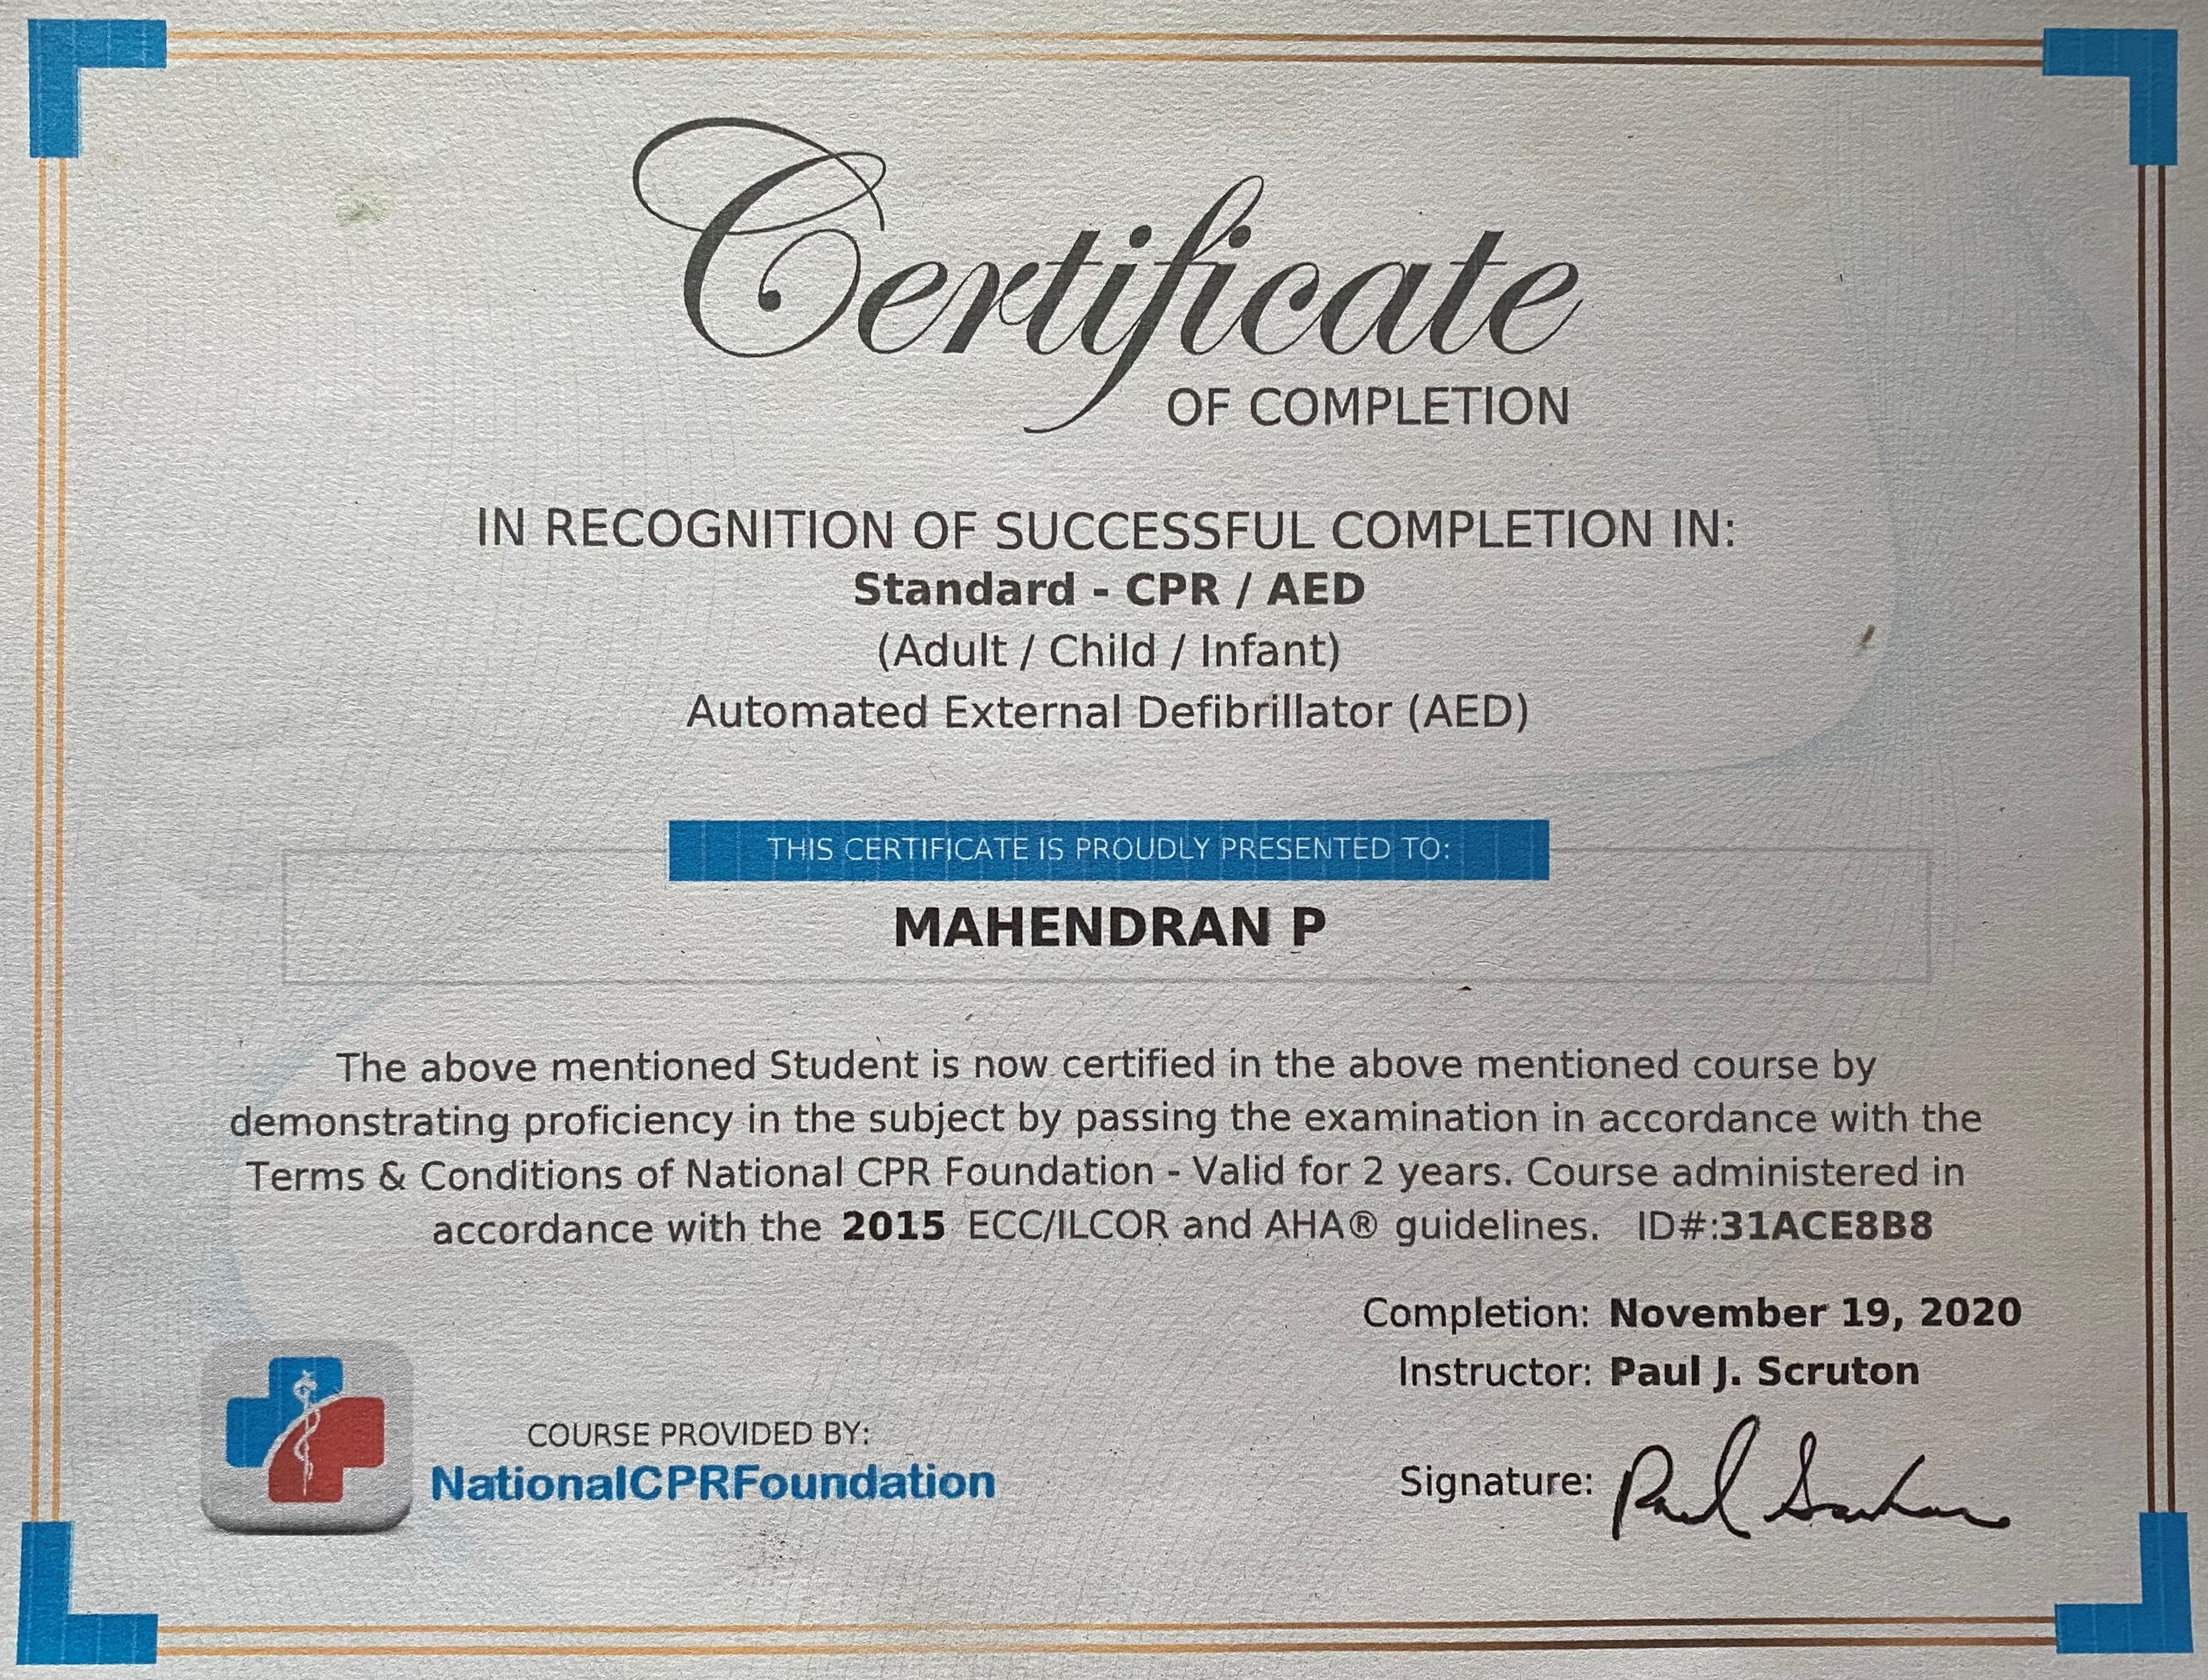 Certificate
OF COMPLETION
IN RECOGNITION OF SUCCESSFUL COMPLETION IN:
Standard - CPR / AED
(Adult / Child / Infant)
Automated External Defibrillator (AED)
THIS CERTIFICATE IS PROUDLY PRESENTED TO:
MAHENDRAN P
The above mentioned Student is now certified in the above mentioned course by
demonstrating proficiency in the subject by passing the examination in accordance with the
Terms & Conditions of National CPR Foundation - Valid for 2 years. Course administered in
accordance with the 2015 ECC/ILCOR and AHA® guidelines. ID#:31ACE8B8
Completion: November 19, 2020
Instructor: Paul J. Scruton
COURSE PROVIDED BY:
NationalCPRFoundation
Signature: Paul Scruton